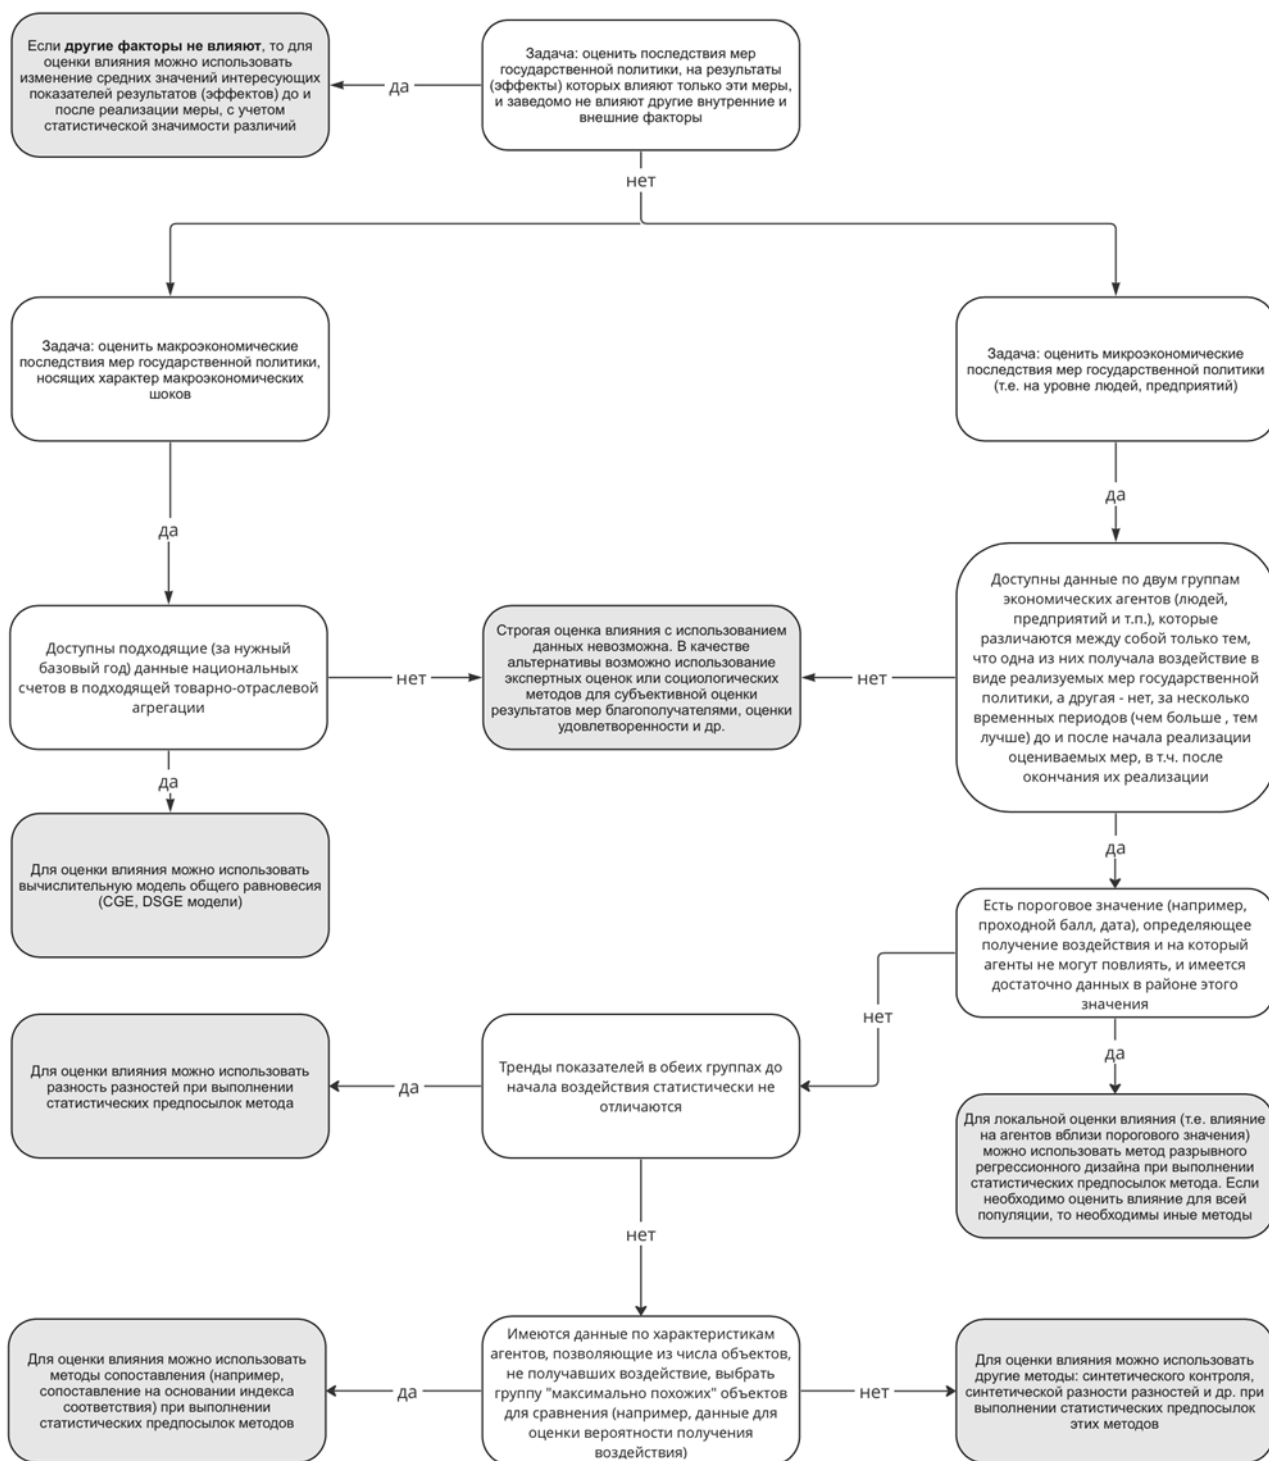 Если другие факторы не влияют, то для
оценки влияния можно использовать
изменение средних значений интересующих
показателей результатов (эффектов) до и
после реализации меры, с учетом
статистической значимости различий
да
Задача: оценить последствия мер
государственной политики, на результаты
(эффекты) которых влияют только эти меры,
и заведомо не влияют другие внутренние и
внешние факторы
нет
Задача: оценить макроэкономические
последствия мер государственной политики,
носящих характер макроэкономических
шоков
Задача: оценить микроэкономические
последствия мер государственной политики
(т.е. на уровне людей, предприятий)
да
да
Доступны подходящие (за нужный
базовый год) данные национальных
счетов в подходящей товарно-отраслевой
агрегации
нет
Строгая оценка влияния с использованием
данных невозможна. В качестве
альтернативы возможно использование
экспертных оценок или социологических
методов для субъективной оценки
результатов мер благополучателями, оценки
удовлетворенности и др.
нет
Доступны данные по двум группам
экономических агентов (людей,
предприятий и т.п.), которые
различаются между собой только тем,
что одна из них получала воздействие в
виде реализуемых мер государственной
политики, а другая - нет, за несколько
временных периодов (чем больше , тем
лучше) до и после начала реализации
оцениваемых мер, в т.ч. после
окончания их реализации
да
да
Для оценки влияния можно использовать
вычислительную модель общего равновесия
(CGE, DSGE модели)
Есть пороговое значение (например,
проходной балл, дата), определяющее
получение воздействия и на который
агенты не могут повлиять, и имеется
достаточно данных в районе этого
значения
нет
да
Для оценки влияния можно использовать
разность разностей при выполнении
статистических предпосылок метода
да
Тренды показателей в обеих группах до
начала воздействия статистически не
отличаются
Для локальной оценки влияния (т.е. влияние
на агентов вблизи порогового значения)
можно использовать метод разрывного
регрессионного дизайна при выполнении
статистических предпосылок метода. Если
необходимо оценить влияние для всей
популяции, то необходимы иные методы
нет
Для оценки влияния можно использовать
методы сопоставления (например,
сопоставление на основании индекса
соответствия) при выполнении
статистических предпосылок методов
да
Имеются данные по характеристикам
агентов, позволяющие из числа объектов,
не получавших воздействие, выбрать
группу "максимально похожих" объектов
для сравнения (например, данные для
оценки вероятности получения
воздействия)
нет
Для оценки влияния можно использовать
другие методы: синтетического контроля,
синтетической разности разностей и др. при
выполнении статистических предпосылок
этих методов